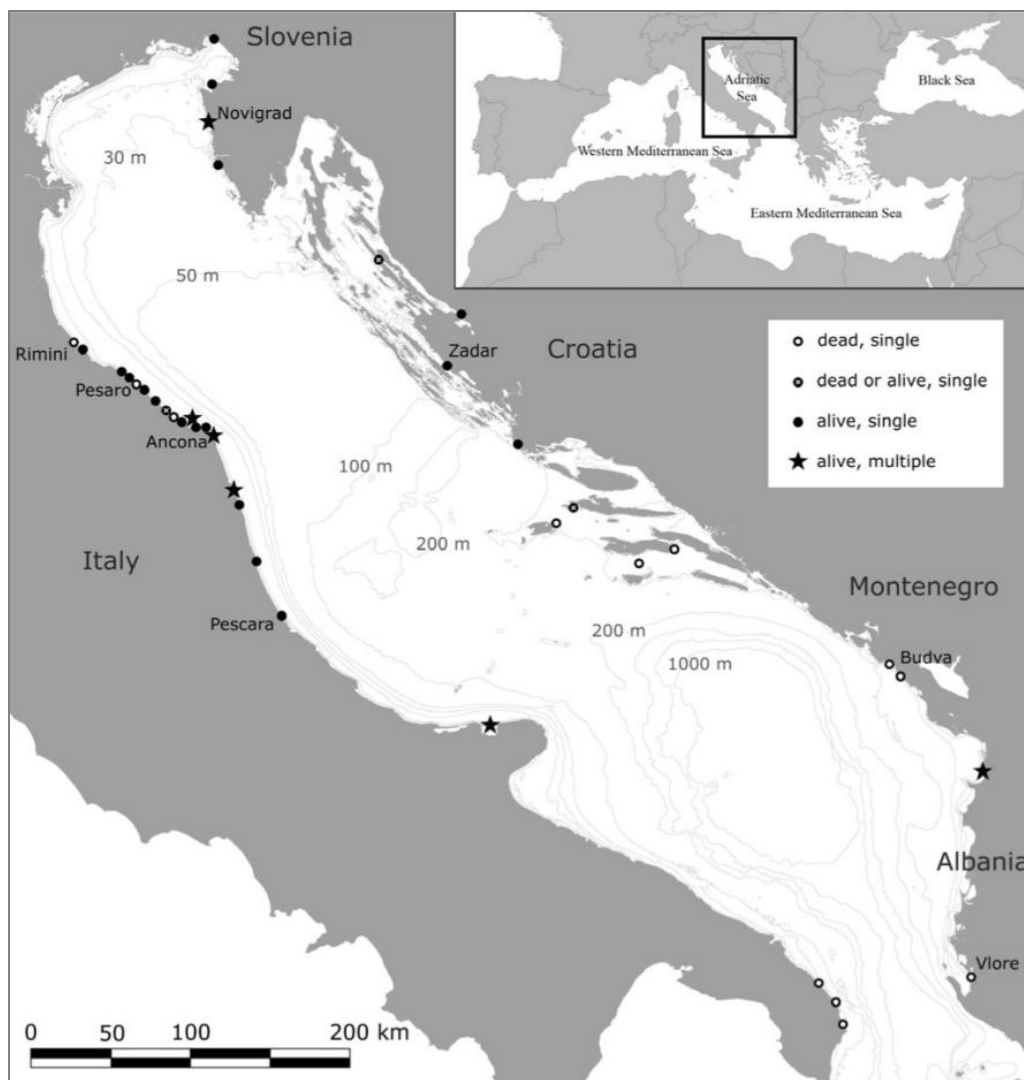 Slovenia
Novigrad
30 m
50 m
Rimini
Pesaro
Ancona
Zadar
Croatia
100 m
200 m
Italy
Pescara
200 m
1000 m
Montenegro
Budva
Albania
Vlore
Adriatic
Sea
Black Sea
Western Mediterranean Sea
Eastern Mediterranean Sea
dead, single
dead or alive, single
alive, single
alive, multiple
0 50 100 200 km